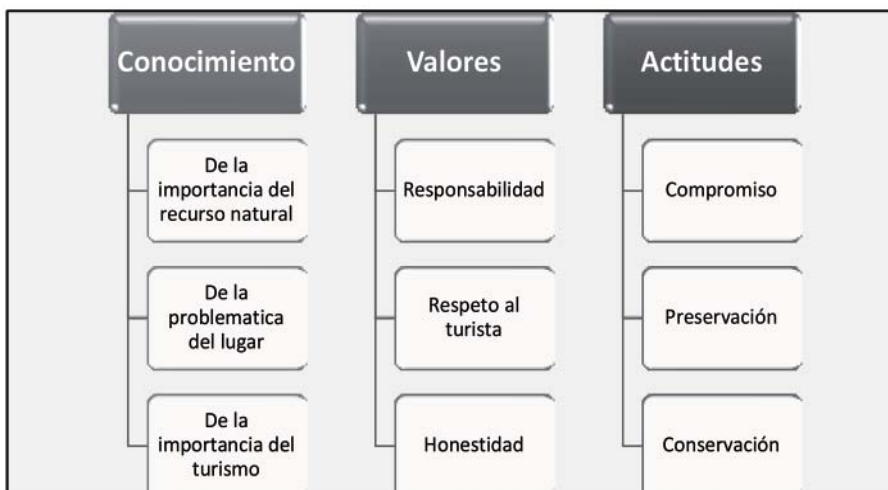 Conocimiento
De la
importancia del
recurso natural
De la
problematica
del lugar
De la
importancia del
turismo
Valores
Responsabilidad
Respeto al
turista
Honestidad
Actitudes
Compromiso
Preservación
Conservación